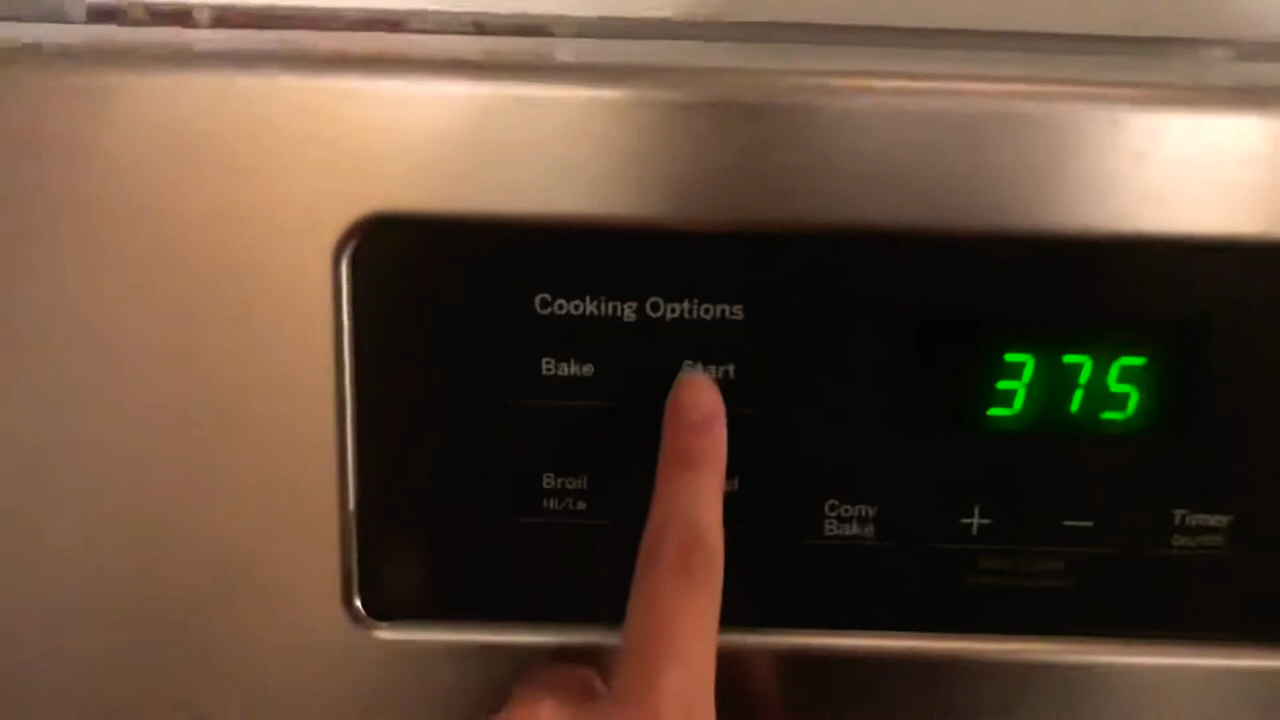 Cooking Options
Bake Start
375
Broil
Hi/Lo
Conv
Bake
+ −
Timer